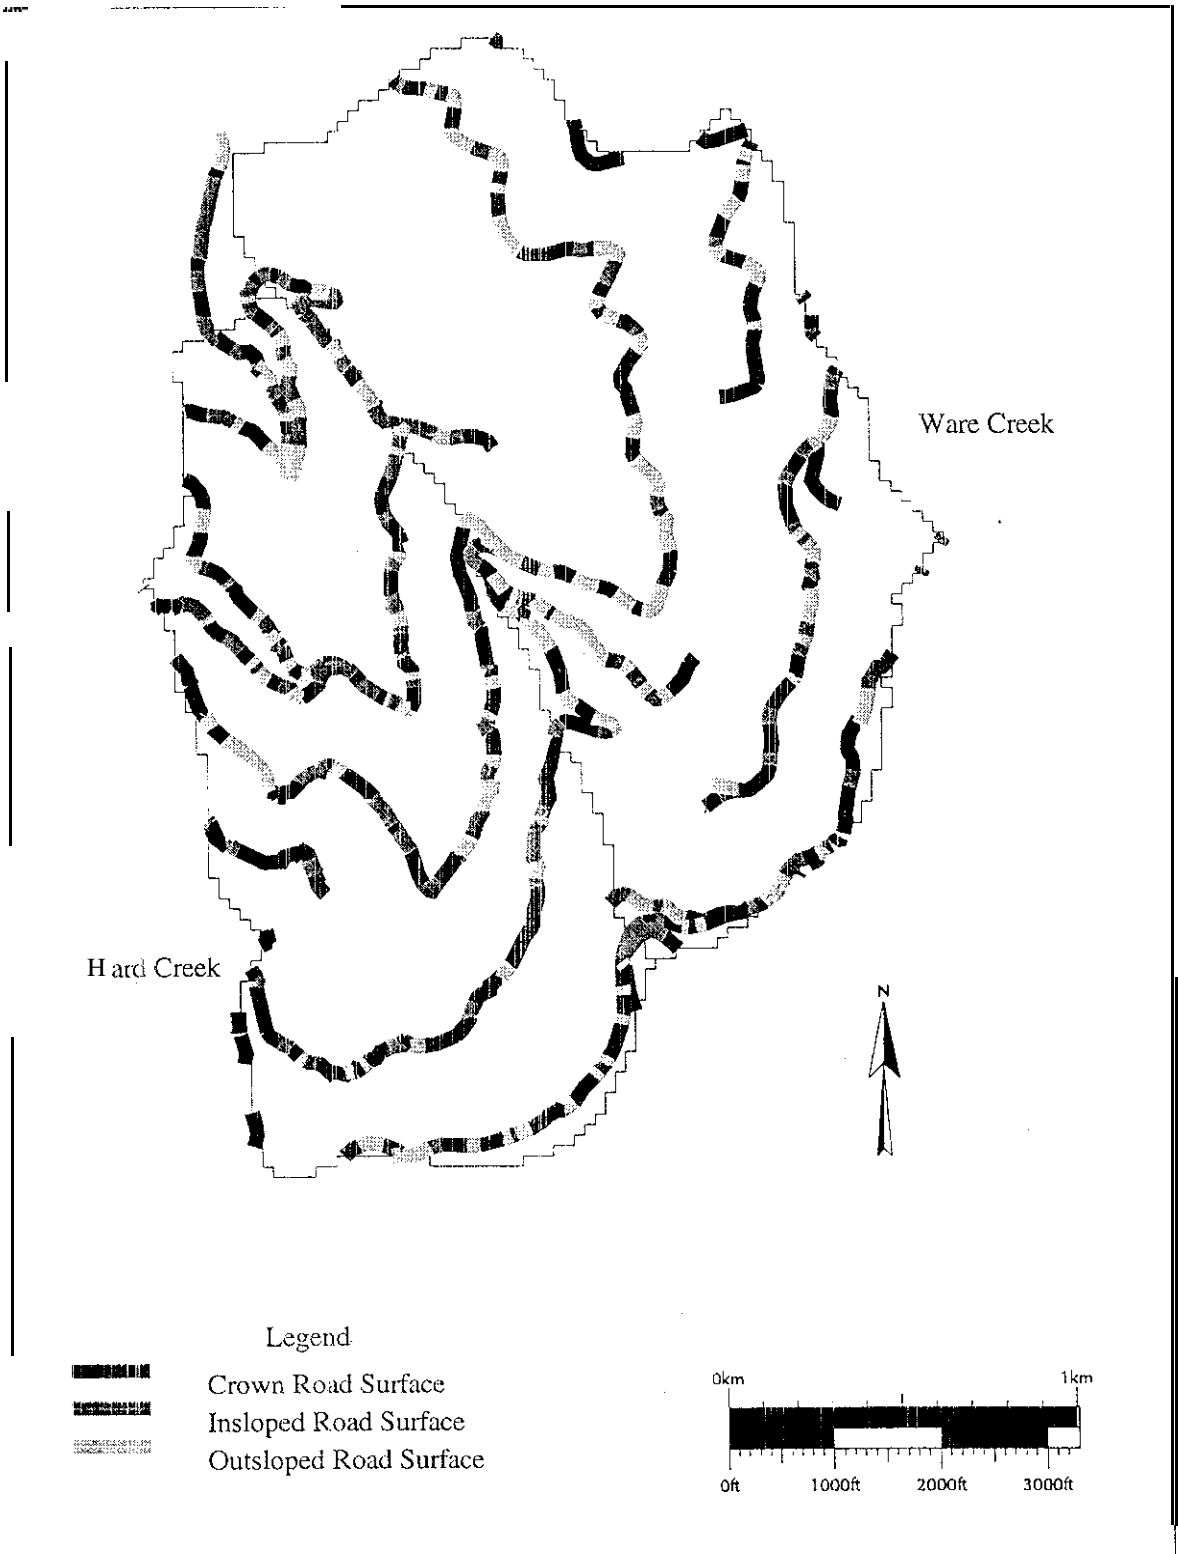 Ware Creek
Hard Creek
N
Legend
Crown Road Surface
Insloped Road Surface
Outsloped Road Surface
0km 1km
0ft 1000ft 2000ft 3000ft